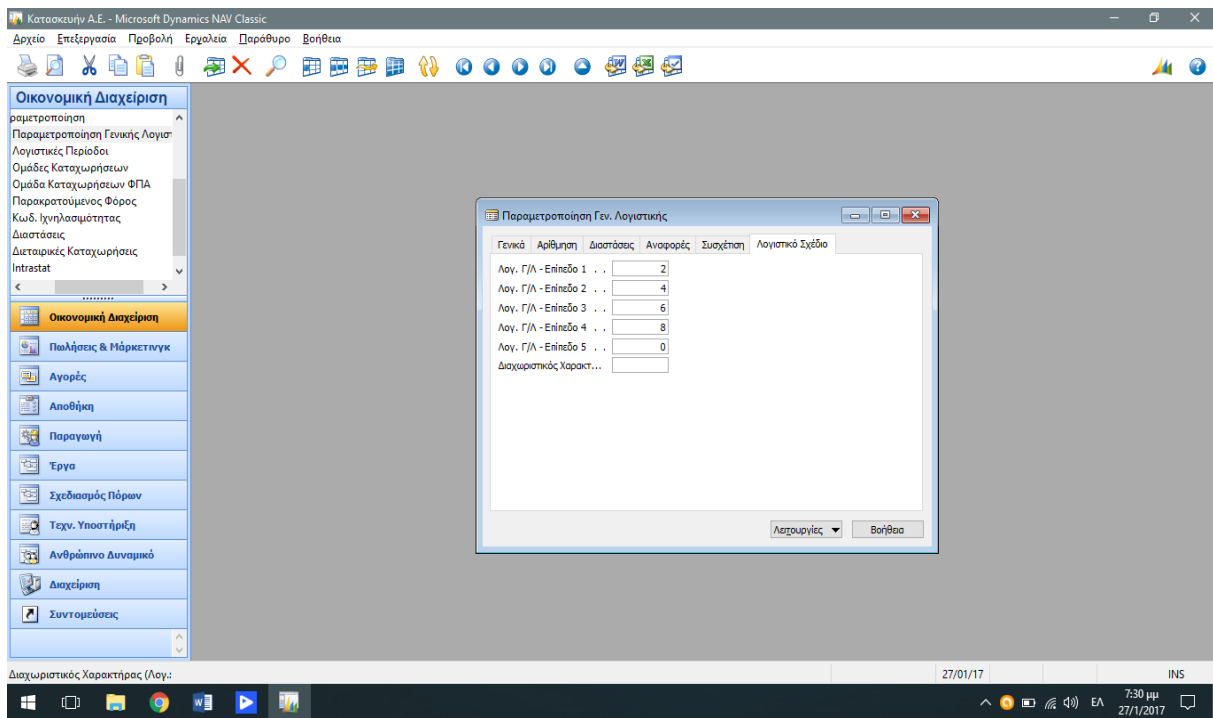 Κατασκευήν Α.Ε. - Microsoft Dynamics NAV Classic
Αρχείο Επεξεργασία Προβολή Εργαλεία Παράθυρο Βοήθεια
Οικονομική Διαχείριση
ραμετροποίηση
Παραμετροποίηση Γενικής Λογιστ
Λογιστικές Περίοδοι
Ομάδες Καταχωρήσεων
Ομάδα Καταχωρήσεων ΦΠΑ
Παρακρατούμενος Φόρος
Κωδ. Ιχνηλασιμότητας
Διαστάσεις
Διεταιρικές Καταχωρήσεις
Intrastat
Οικονομική Διαχείριση
Πωλήσεις & Μάρκετινγκ
Αγορές
Αποθήκη
Παραγωγή
Έργα
Σχεδιασμός Πόρων
Τεχν. Υποστήριξη
Ανθρώπινο Δυναμικό
Διαχείριση
Συντομεύσεις
Παραμετροποίηση Γεν. Λογιστικής
Γενικά Αρίθμηση Διαστάσεις Αναφορές Συσχέτιση Λογιστικό Σχέδιο
Λογ. Γ/Λ - Επίπεδο 1 . . 2
Λογ. Γ/Λ - Επίπεδο 2 . . 4
Λογ. Γ/Λ - Επίπεδο 3 . . 6
Λογ. Γ/Λ - Επίπεδο 4 . . 8
Λογ. Γ/Λ - Επίπεδο 5 . . 0
Διαχωριστικός Χαρακτ...
Λειτουργίες Βοήθεια
Διαχωριστικός Χαρακτήρας (Λογ.:
27/01/17 INS
ΕΛ 7:30 μμ
27/1/2017